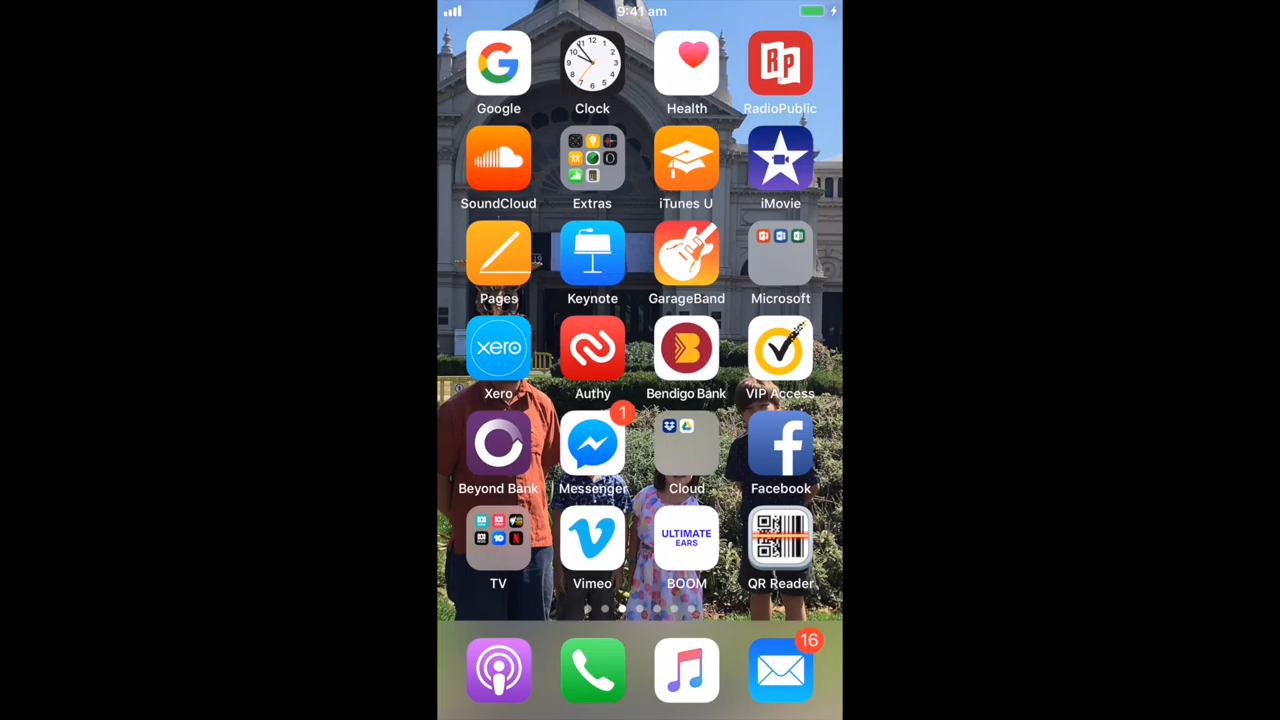 9:41 am
Google Clock Health RadioPublic
SoundCloud Extras iTunes U iMovie
Pages Keynote GarageBand Microsoft
xero
Xero Authy Bendigo Bank VIP Access
1
Beyond Bank Messenger Cloud Facebook
ULTIMATE
EARS
TV Vimeo BOOM QR Reader
16